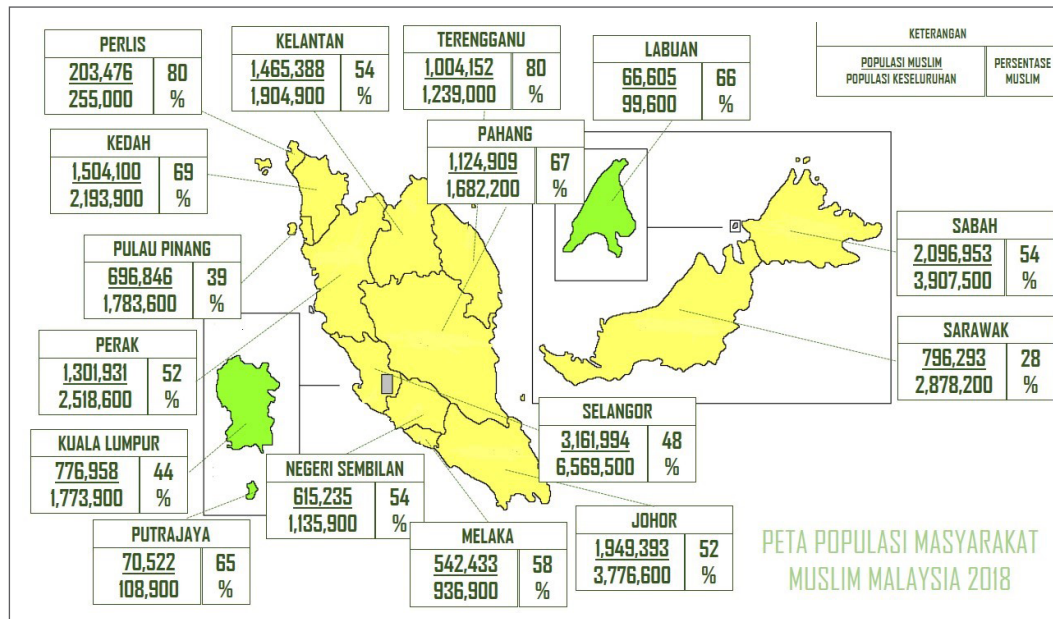 PERLIS
203,476
255,000
80
%
KELANTAN
1,465,388
1,904,900
54
%
TERENGGANU
1,004,152
1,239,000
80
%
LABUAN
66,605
99,600
66
%
KETERANGAN
POPULASI MUSLIM
POPULASI KESELURUHAN
PERSENTASE
MUSLIM
KEDAH
1,504,100
2,193,900
69
%
PAHANG
1,124,909
1,682,200
67
%
PULAU PINANG
696,846
1,783,600
39
%
SABAH
2,096,953
3,907,500
54
%
PERAK
1,301,931
2,518,600
52
%
SARAWAK
796,293
2,878,200
28
%
SELANGOR
3,161,994
6,569,500
48
%
KUALA LUMPUR
776,958
1,773,900
44
%
NEGERI SEMBILAN
615,235
1,135,900
54
%
PUTRAJAYA
70,522
108,900
65
%
MELAKA
542,433
936,900
58
%
JOHOR
1,949,393
3,776,600
52
%
PETA POPULASI MASYARAKAT
MUSLIM MALAYSIA 2018